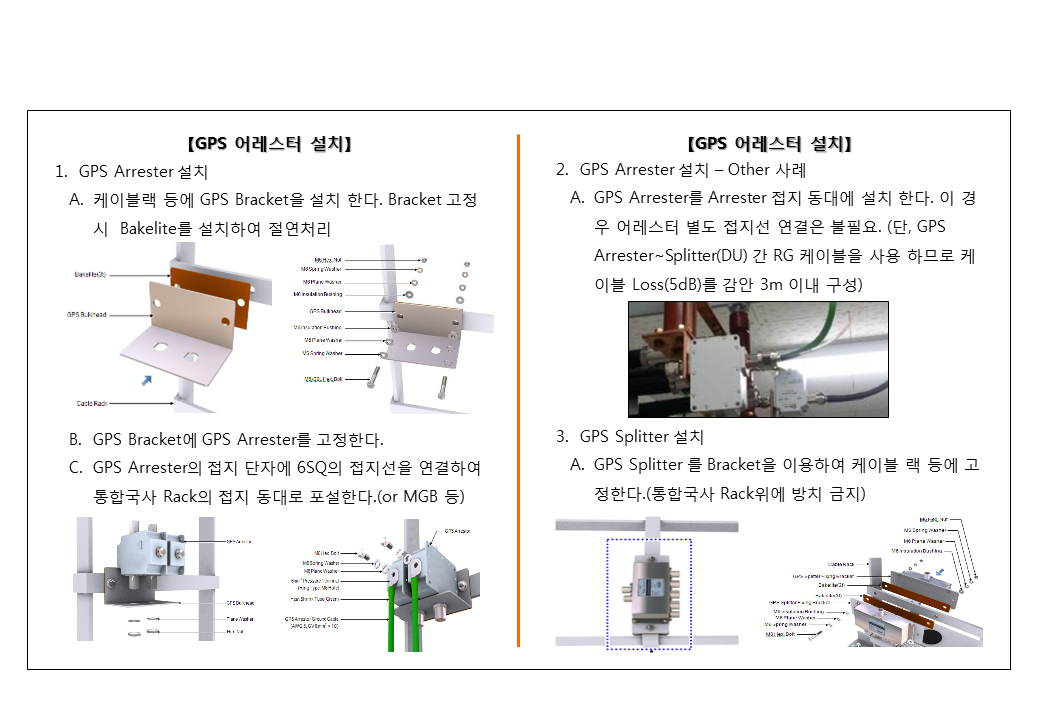 【GPS 어레스터 설치】
1. GPS Arrester 설치
A. 케이블랙 등에 GPS Bracket을 설치 한다. Bracket 고정
시 Bakelite를 설치하여 절연처리
Bakelite(3t)
GPS Bulkhead
Cable Rack
M6 Hex. Nut
M6 Spring Washer
M6 Plane Washer
M6 Insulation Bushing
GPS Bulkhead
M6 Insulation Bushing
M6 Plane Washer
M6 Spring Washer
Hex. Bolt
B. GPS Bracket에 GPS Arrester를 고정한다.
C. GPS Arrester의 접지 단자에 6SQ의 접지선을 연결하여
통합국사 Rack의 접지 동대로 포설한다.(or MGB 등)
GPS Arrestor
GPS Bulkhead
Plane Washer
Hex Nut
GPS Arrestor
M6 Hex. Bolt
M6 Spring Washer
M6 Plane Washer
6mm² Pressure Terminal
(Ring Type, M6 Hole)
Heat Shrink Tube(Green)
GPS Arrestor Ground Cable
【GPS 어레스터 설치】
2. GPS Arrester 설치 – Other 사례
A. GPS Arrester를 Arrester 접지 동대에 설치 한다. 이 경
우 어레스터 별도 접지선 연결은 불필요. (단, GPS
Arrester~Splitter(DU) 간 RG 케이블을 사용 하므로 케
이블 Loss(5dB)를 감안 3m 이내 구성)
3. GPS Splitter 설치
A. GPS Splitter 를 Bracket을 이용하여 케이블 랙 등에 고
정한다.(통합국사 Rack위에 방치 금지)
M6 Hex. Nut
M6 Spring Washer
M6 Plane Washer
M6 Insulation Bushing
Cable Rack
GPS Spitter Fixing Bracket
Bakelite(3t)
Bakelite(3t)
GPS Splitter Fixing Bracket
M6 Insulation Bushing
M6 Plane Washer
M6 Spring Washer
M6 Hex. Bolt